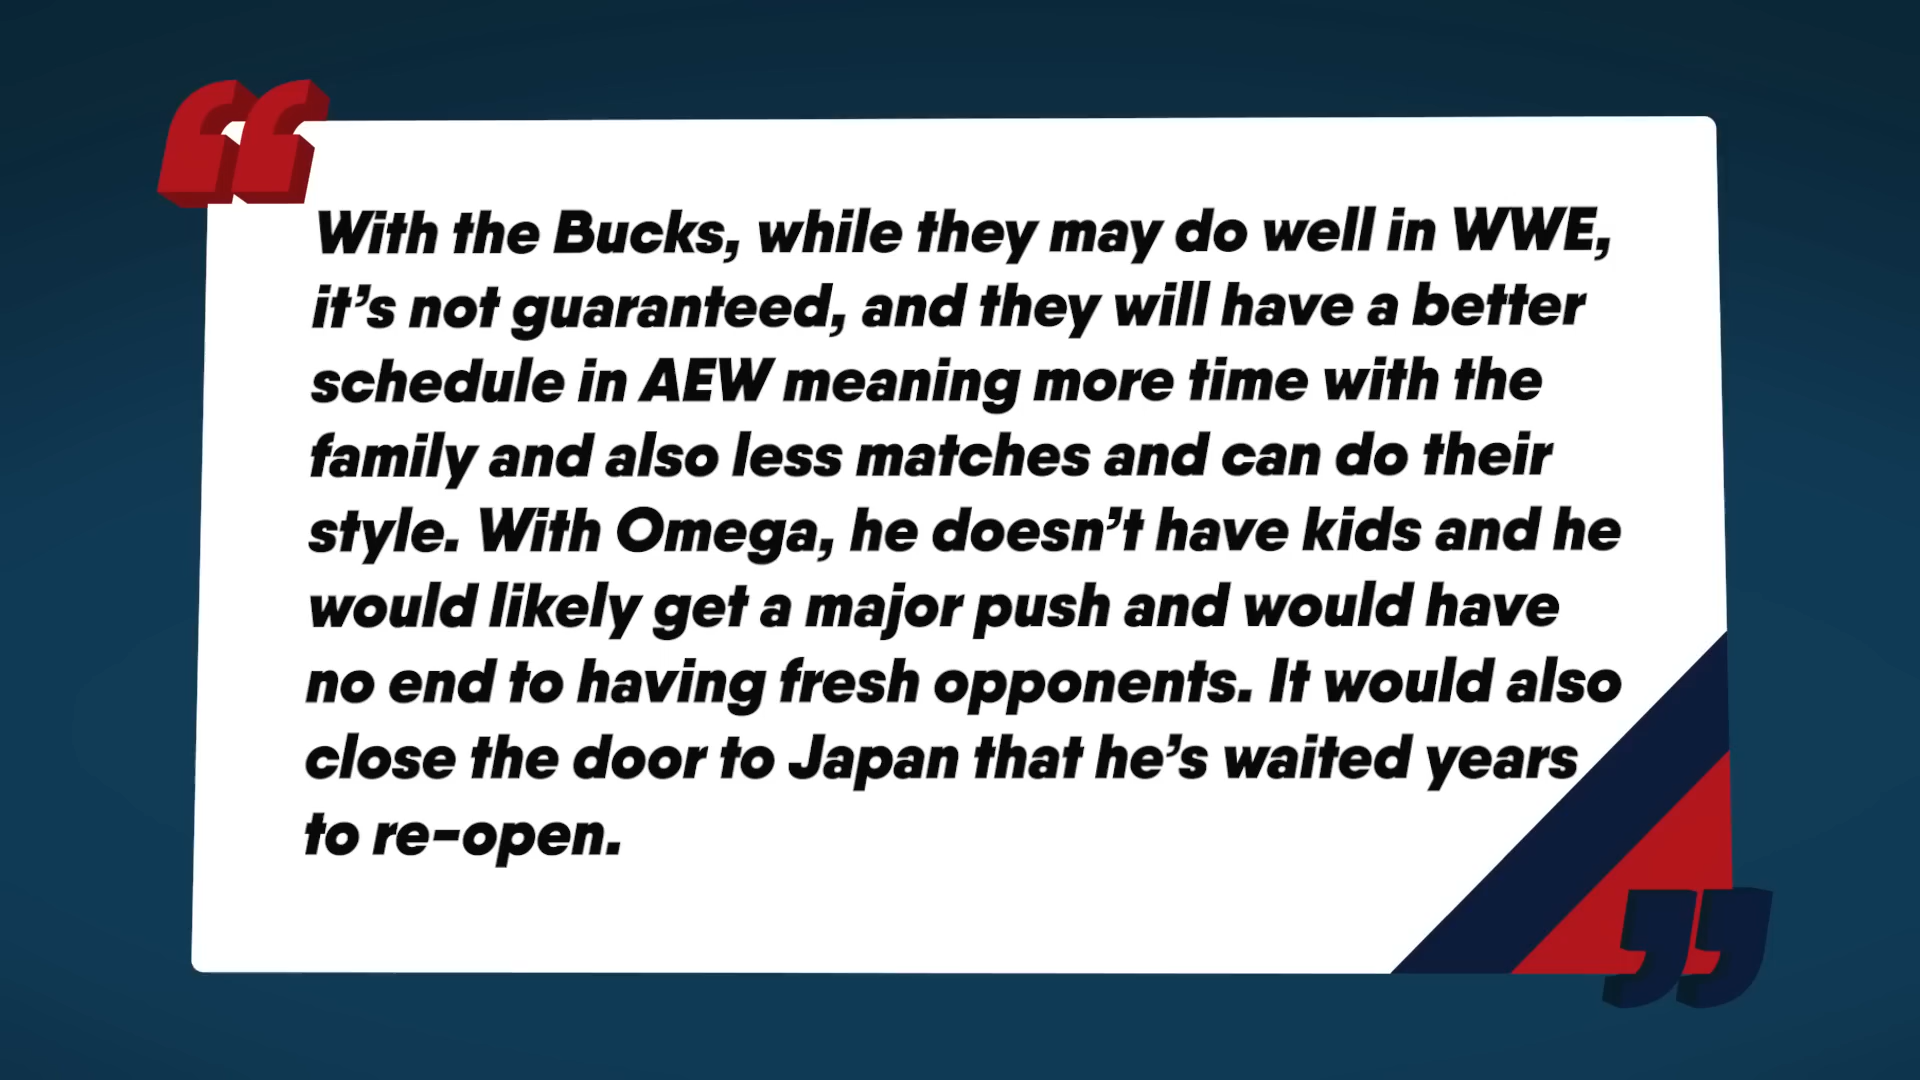 With the Bucks, while they may do well in WWE,
it’s not guaranteed, and they will have a better
schedule in AEW meaning more time with the
family and also less matches and can do their
style. With Omega, he doesn’t have kids and he
would likely get a major push and would have
no end to having fresh opponents. It would also
close the door to Japan that he’s waited years
to re-open.